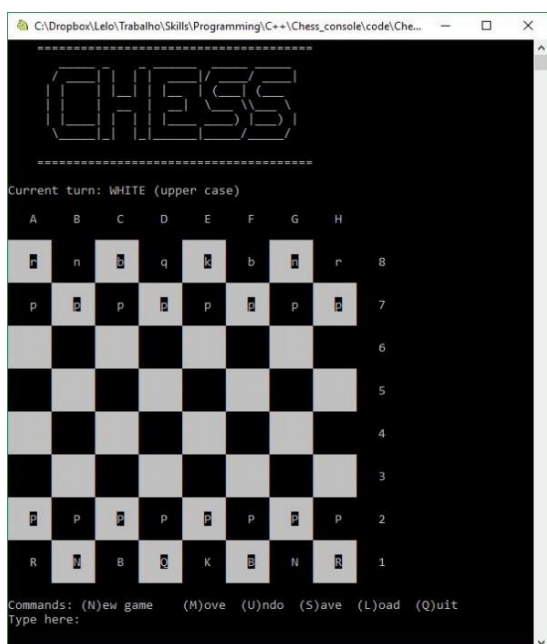 C:\Dropbox\Lelo\Trabalho\Skills\Programming\C++\Chess_console\code\Che...
CHESS
Current turn: WHITE (upper case)
A B C D E F G H
r n b q k b n r 8
p p p p p p p p 7
6
5
4
3
P P P P P P P P 2
R N B Q K B N R 1
Commands: (N)ew game (M)ove (U)ndo (S)ave (L)oad (Q)uit
Type here: